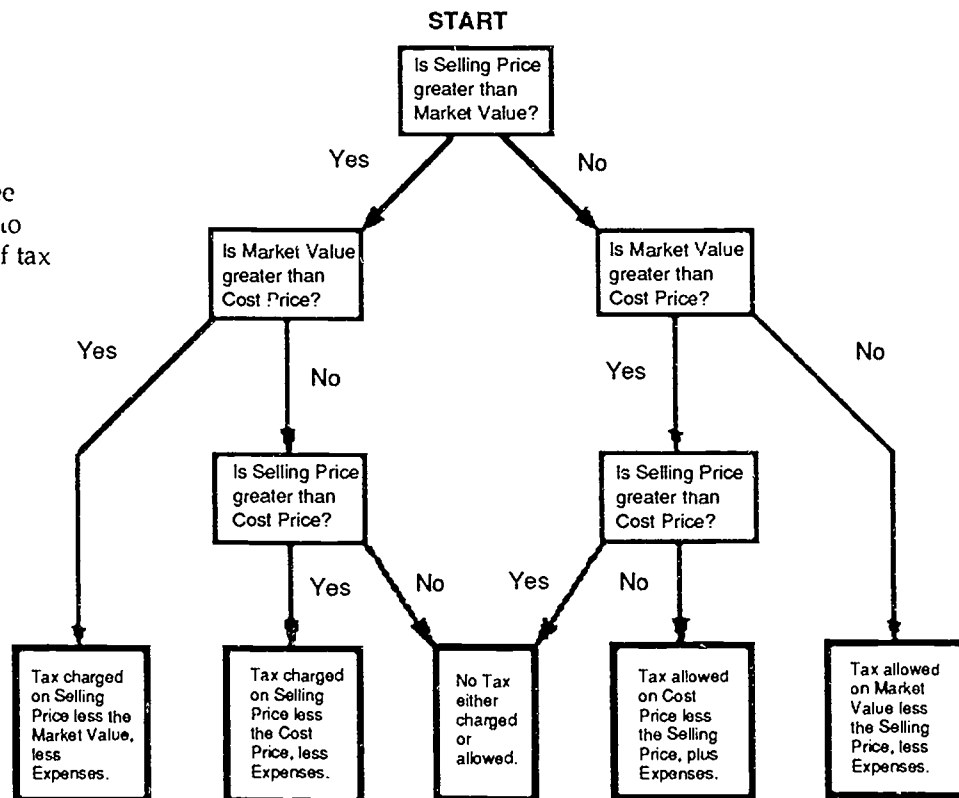 START
Is Selling Price
greater than
Market Value?
Yes
No
f tax
Is Market Value
greater than
Cost Price?
Is Market Value
greater than
Cost Price?
Yes
No
Yes
No
Is Selling Price
greater than
Cost Price?
Is Selling Price
greater than
Cost Price?
Yes
No
Yes
No
Tax charged
on Selling
Price less the
Market Value,
less
Expenses.
Tax charged
on Selling
Price less
the Cost
Price, less
Expenses.
No Tax
either
charged
or
allowed.
Tax allowed
on Cost
Price less
the Selling
Price, plus
Expenses.
Tax allowed
on Market
Value less
the Selling
Price, less
Expenses.